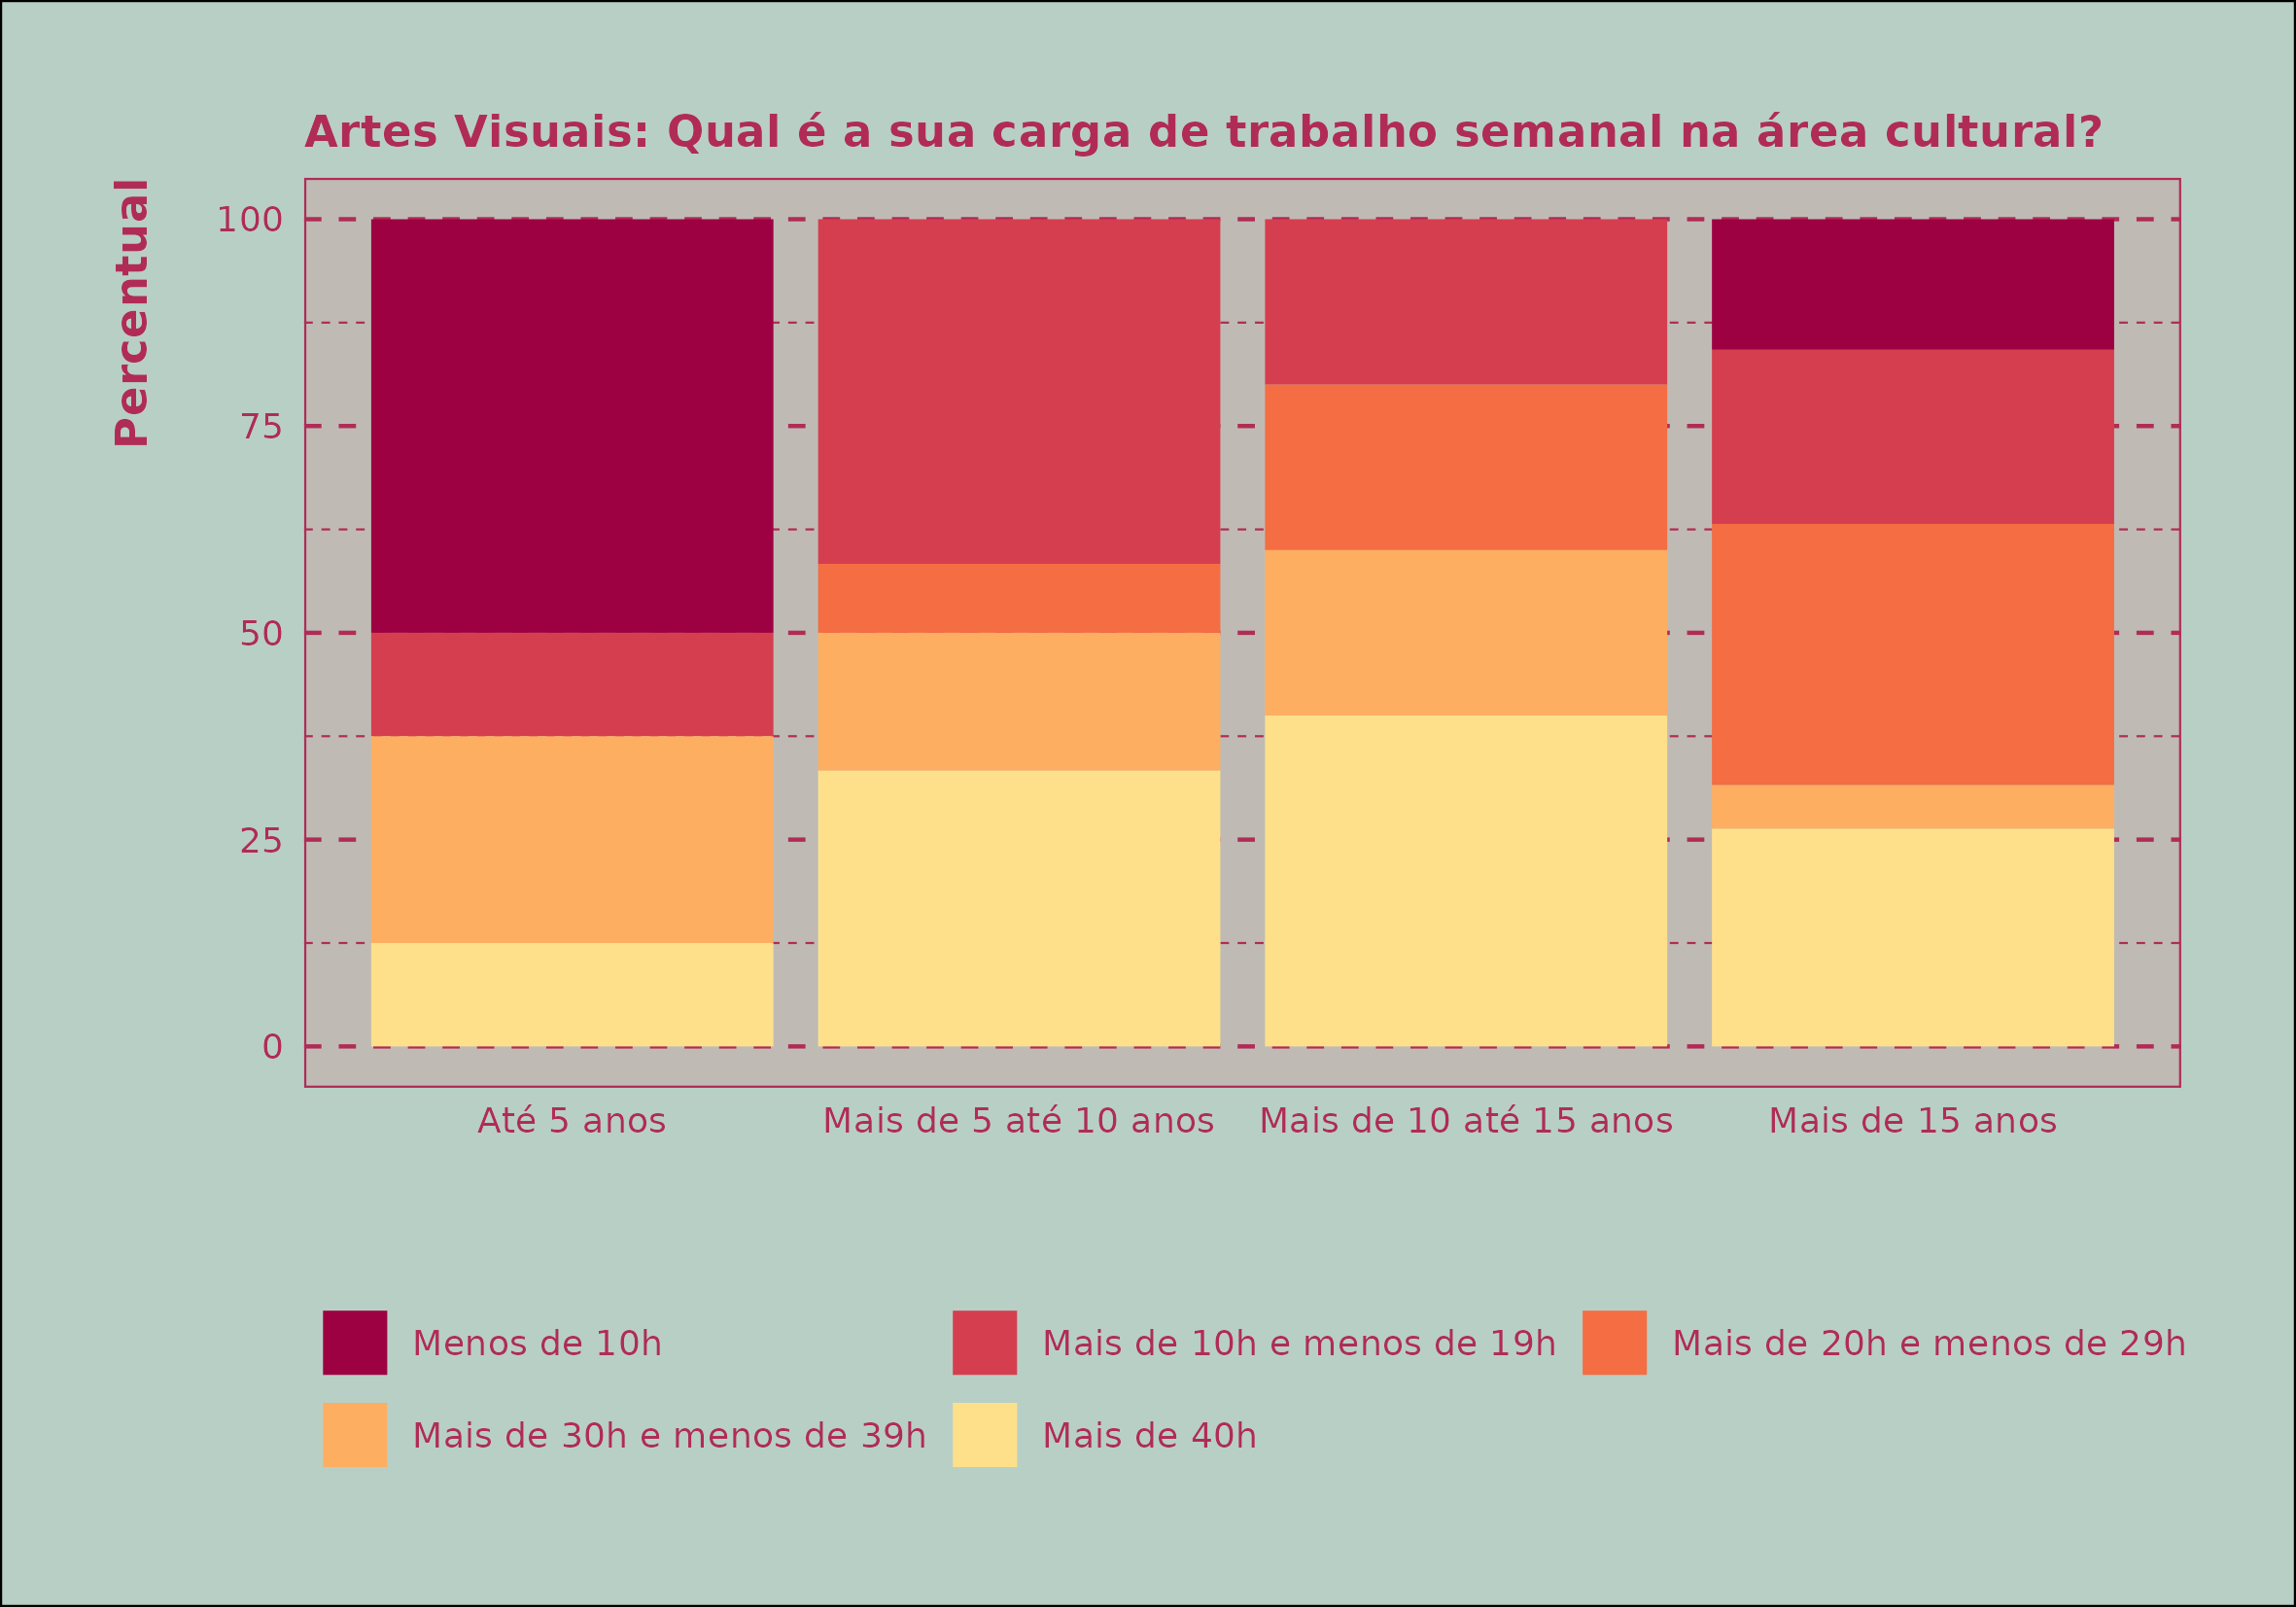 Artes Visuais: Qual é a sua carga de trabalho semanal na área cultural?
Percentual
100
75
50
25
0
Até 5 anos
Mais de 5 até 10 anos
Mais de 10 até 15 anos
Mais de 15 anos
Menos de 10h
Mais de 10h e menos de 19h
Mais de 20h e menos de 29h
Mais de 30h e menos de 39h
Mais de 40h